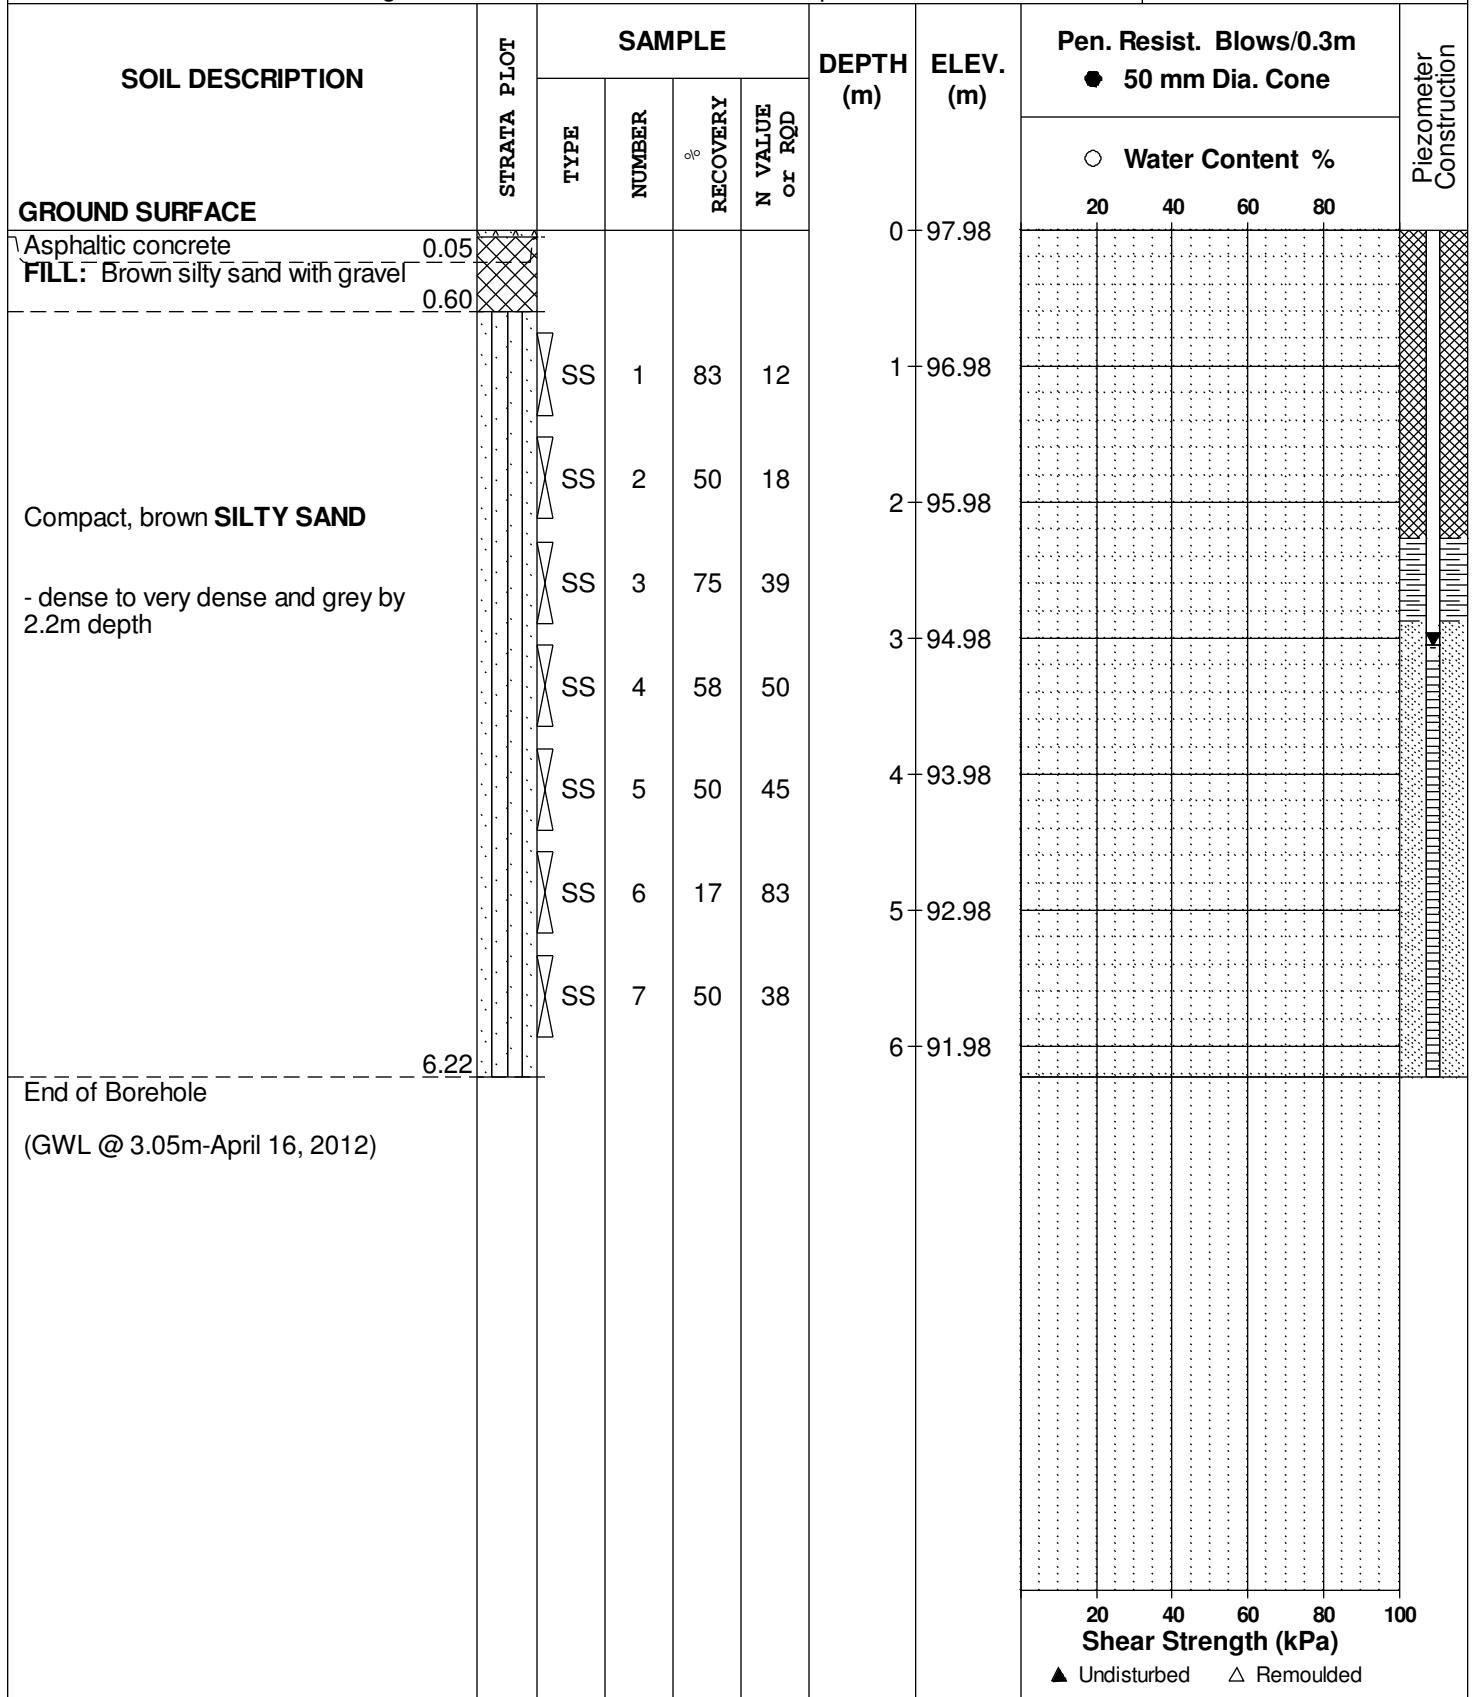 SOIL DESCRIPTION
GROUND SURFACE
STRATA PLOT
SAMPLE
TYPE
NUMBER
%
RECOVERY
N VALUE
or RQD
DEPTH
(m)
ELEV.
(m)
Pen. Resist. Blows/0.3m
● 50 mm Dia. Cone
○ Water Content %
20 40 60 80
Piezometer
Construction
0 97.98
Asphaltic concrete 0.05
FILL: Brown silty sand with gravel
0.60
SS 1 83 12
1 96.98
SS 2 50 18
2 95.98
Compact, brown SILTY SAND
SS 3 75 39
- dense to very dense and grey by
2.2m depth
3 94.98
SS 4 58 50
4 93.98
SS 5 50 45
SS 6 17 83
5 92.98
SS 7 50 38
6 91.98
6.22
End of Borehole
(GWL @ 3.05m-April 16, 2012)
20 40 60 80 100
Shear Strength (kPa)
▲ Undisturbed △ Remoulded